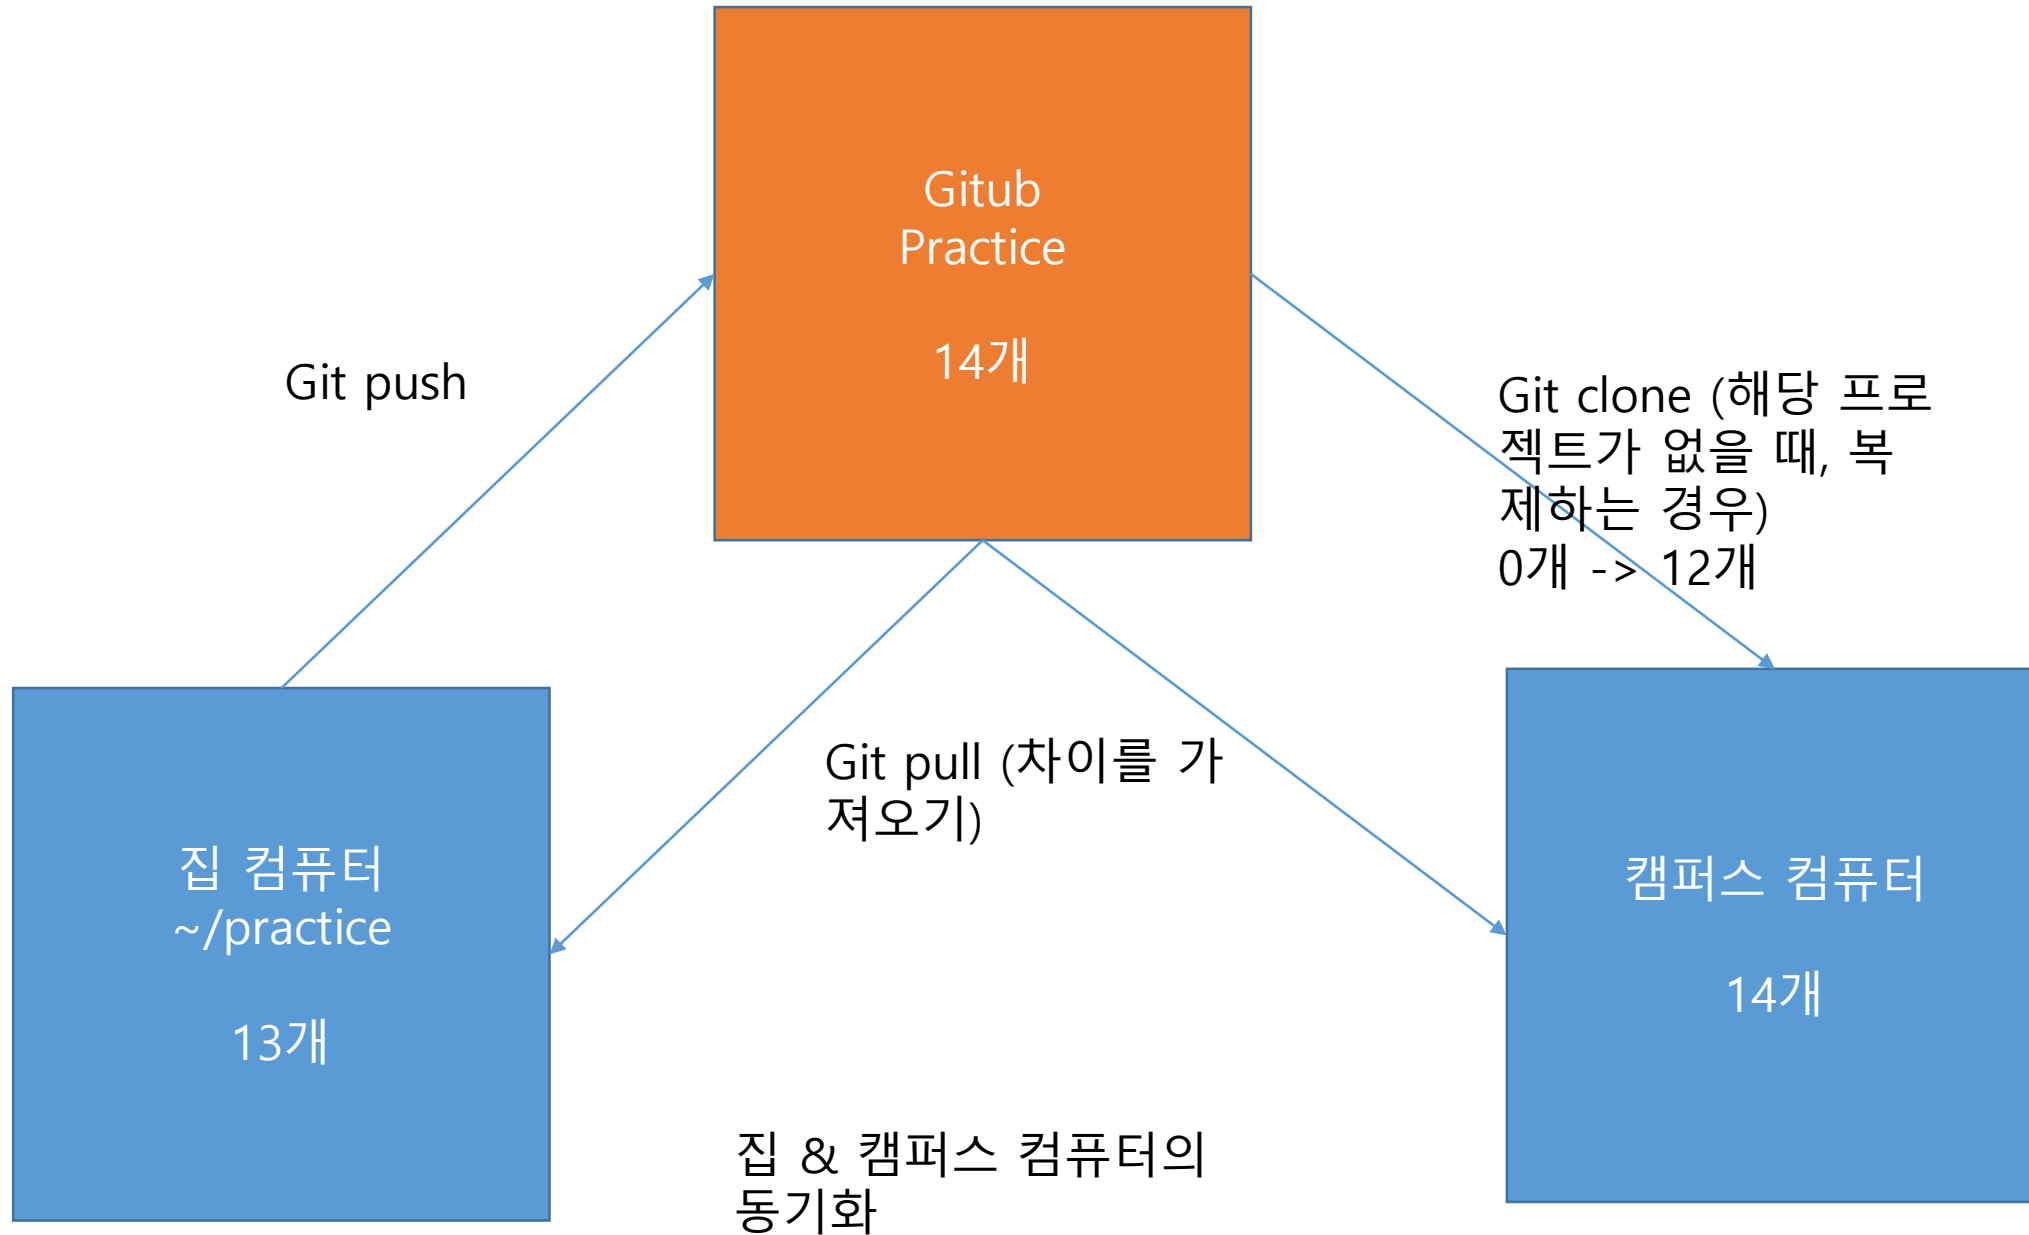 Gitub
Practice
14개
Git push
Git clone (해당 프로
젝트가 없을 때, 복
제하는 경우)
0개 -> 12개
Git pull (차이를 가
져오기)
집 컴퓨터
~/practice
13개
캠퍼스 컴퓨터
14개
집 & 캠퍼스 컴퓨터의
동기화